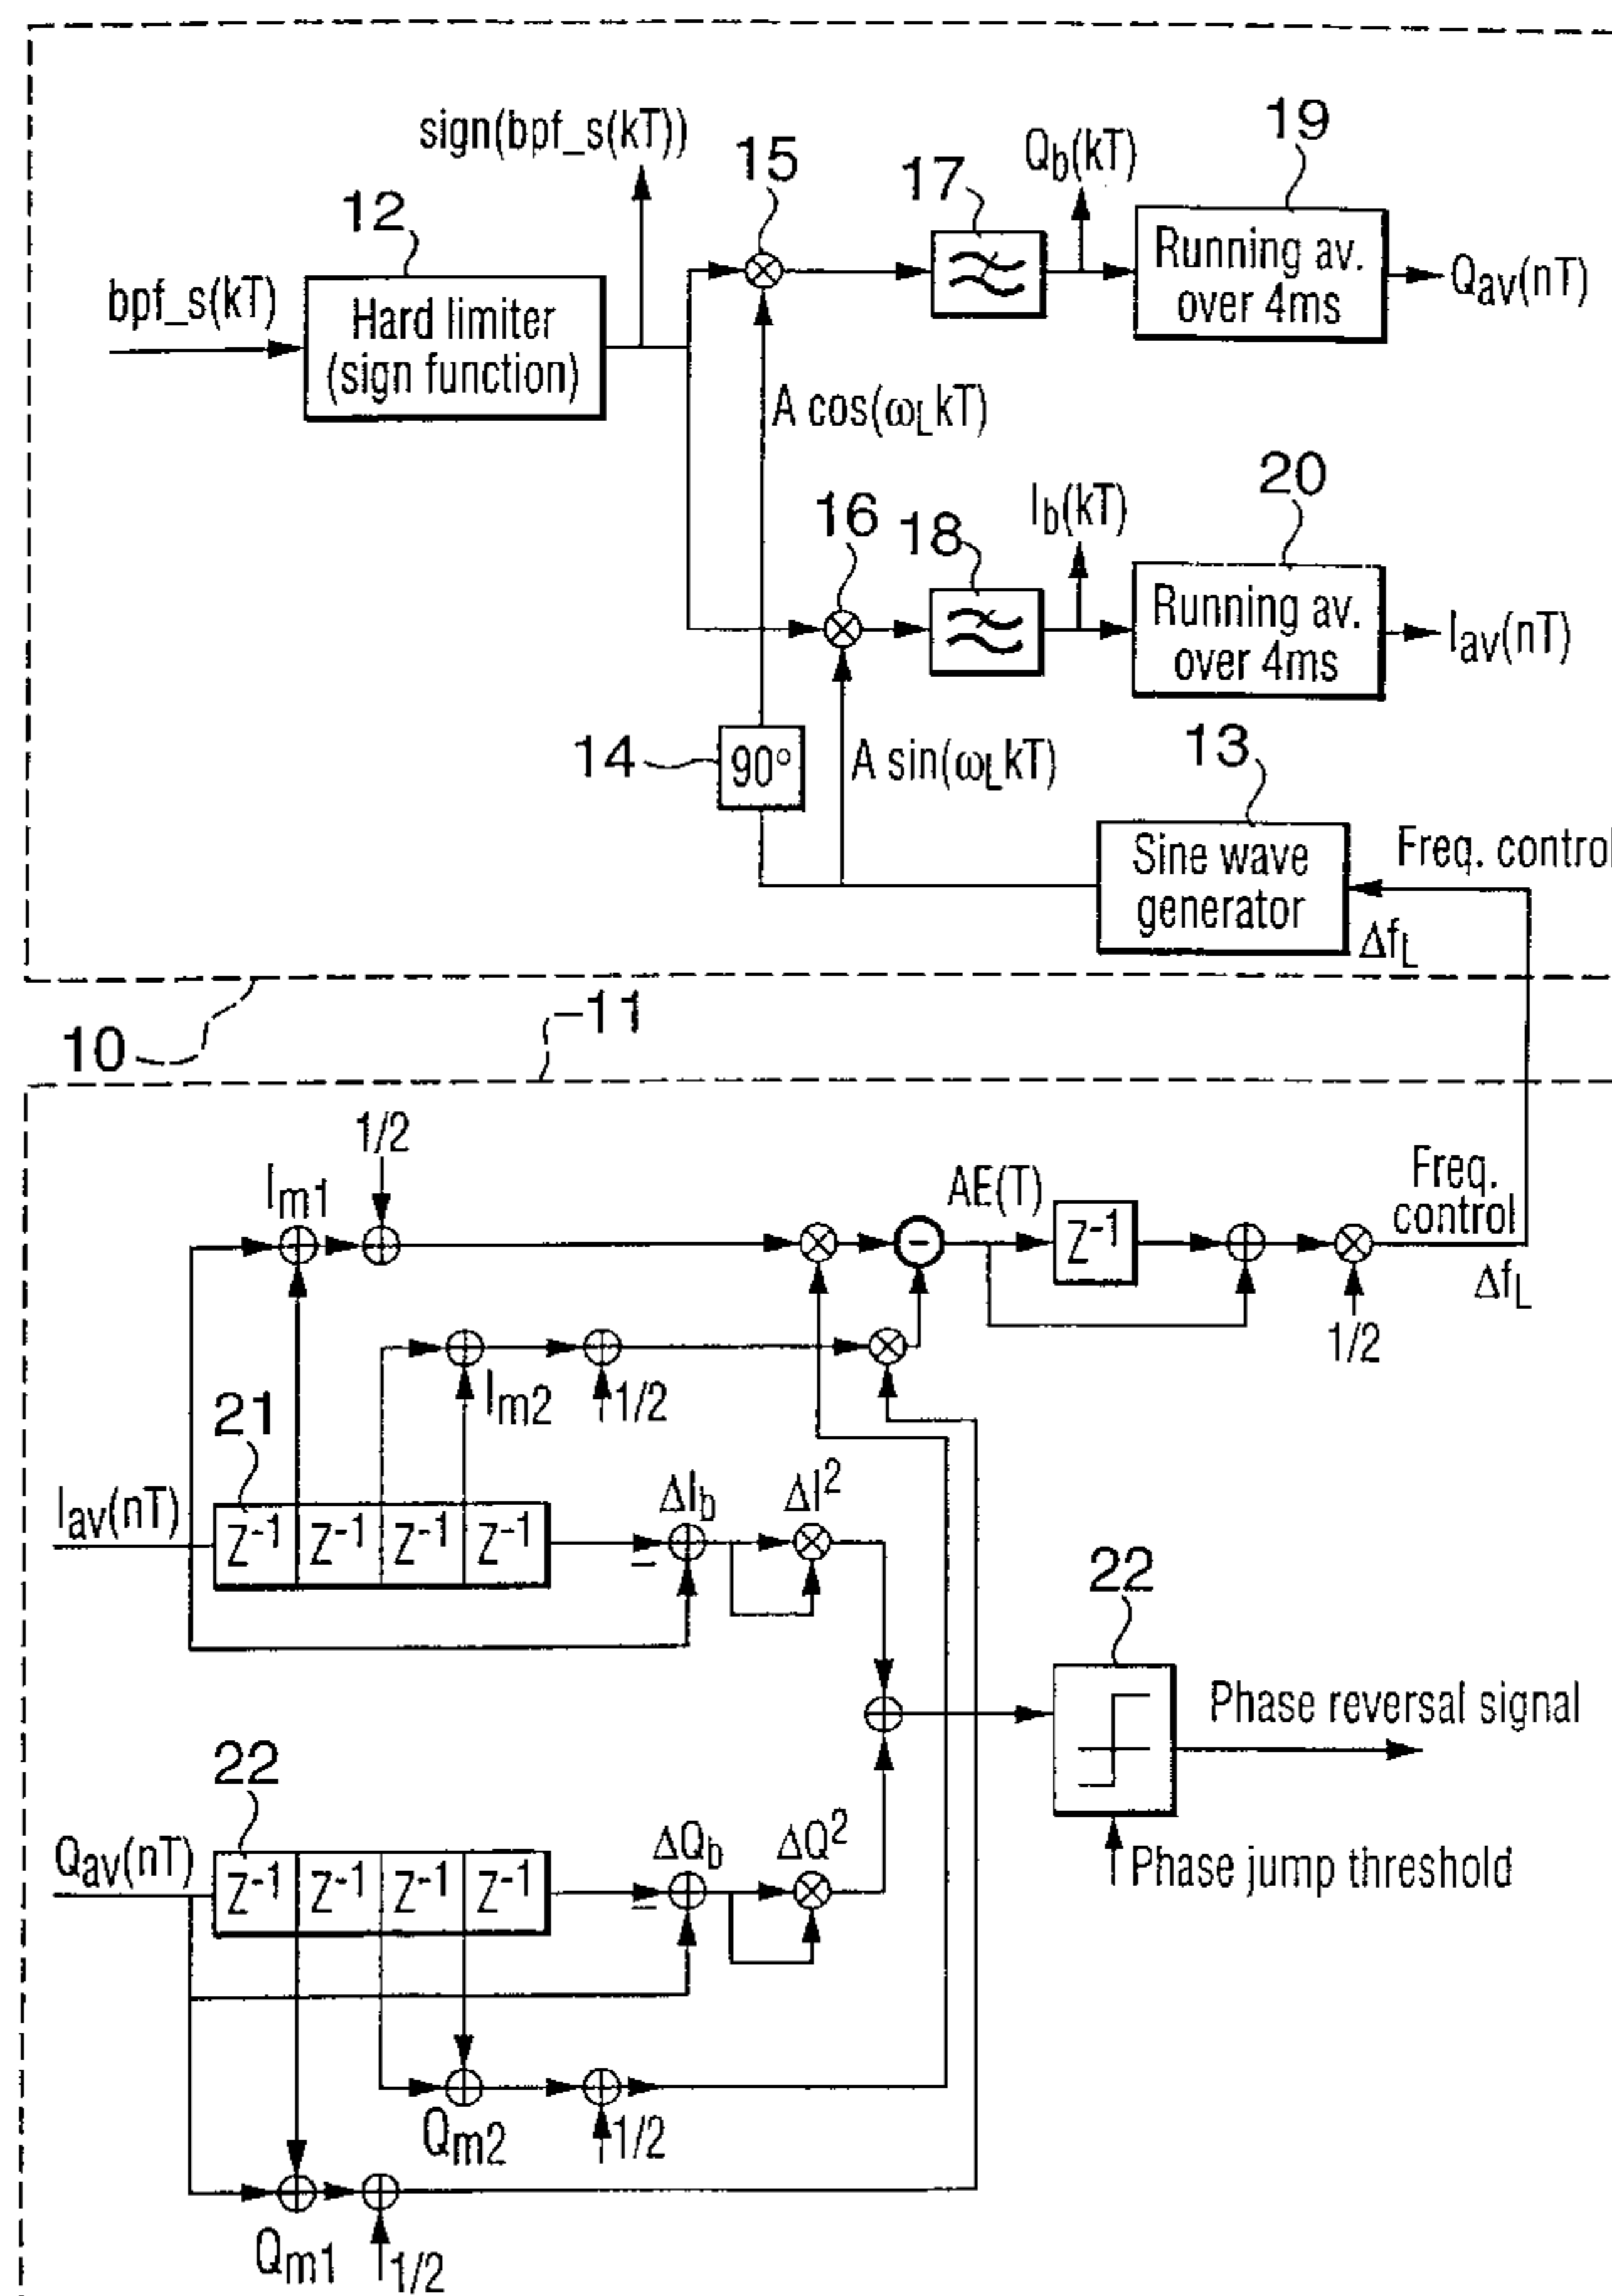 sign(bpf_s(kT))
15
Qb(kT)
19
17
12
bpf_s(kT)
Hard limiter
(sign function)
Running av.
over 4ms
Qav(nT)
A cos(ωLkT)
16
18
Ib(kT)
20
Running av.
over 4ms
Iav(nT)
14
90°
A sin(ωLkT)
13
Sine wave
generator
Freq. control
ΔfL
10
11
1/2
Im1
AE(T)
Z-1
Freq.
control
ΔfL
1/2
Im2
1/2
21
Iav(nT)
Z-1 Z-1 Z-1 Z-1
ΔIb
ΔI2
22
Phase reversal signal
Phase jump threshold
22
Qav(nT)
Z-1 Z-1 Z-1 Z-1
ΔQb
ΔQ2
Qm2
1/2
Qm1
1/2